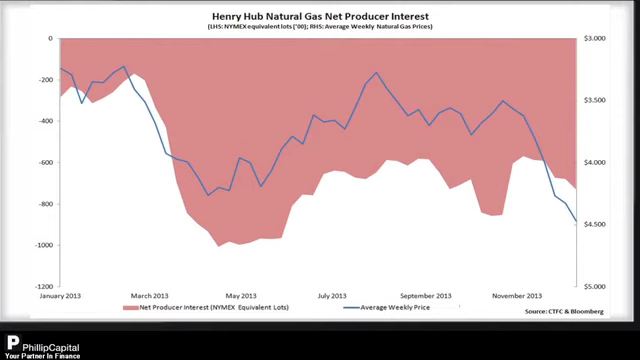 Henry Hub Natural Gas Net Producer Interest
(LHS: NYMEX equivalent lots ('00); RHS: Average Weekly Natural Gas Prices)
0 $3.000
-200 $3.500
-400
-600 $4.000
-800 $4.500
-1000
-1200 $5.000
January 2013 March 2013 May 2013 July 2013 September 2013 November 2013
Net Producer Interest (NYMEX Equivalent Lots) Average Weekly Price
Source: CTFC & Bloomberg
P PhillipCapital
Your Partner In Finance